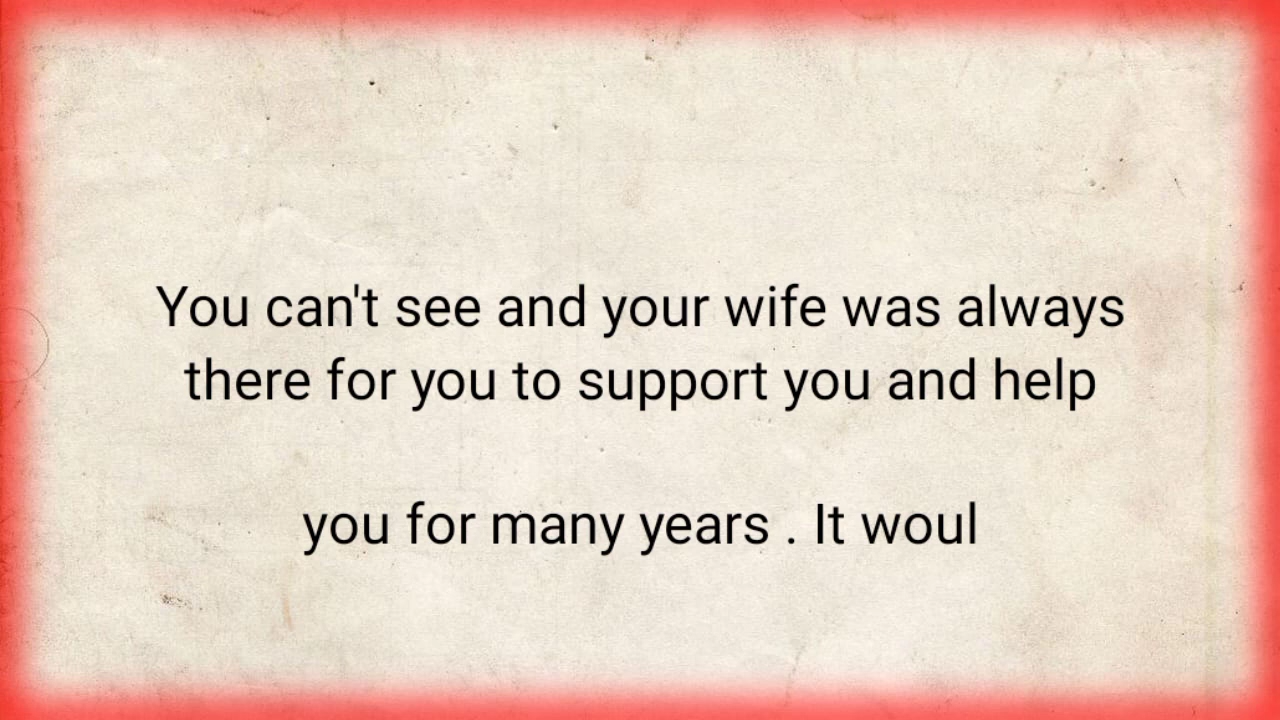 You can't see and your wife was always
there for you to support you and help
you for many years . It woul